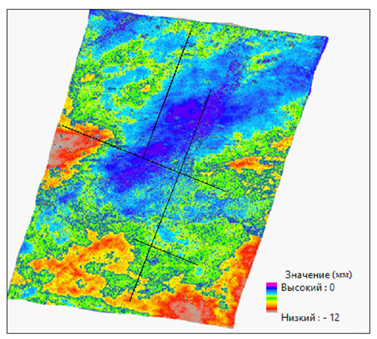 Значение (мм)
Высокий : 0
Низкий : - 12